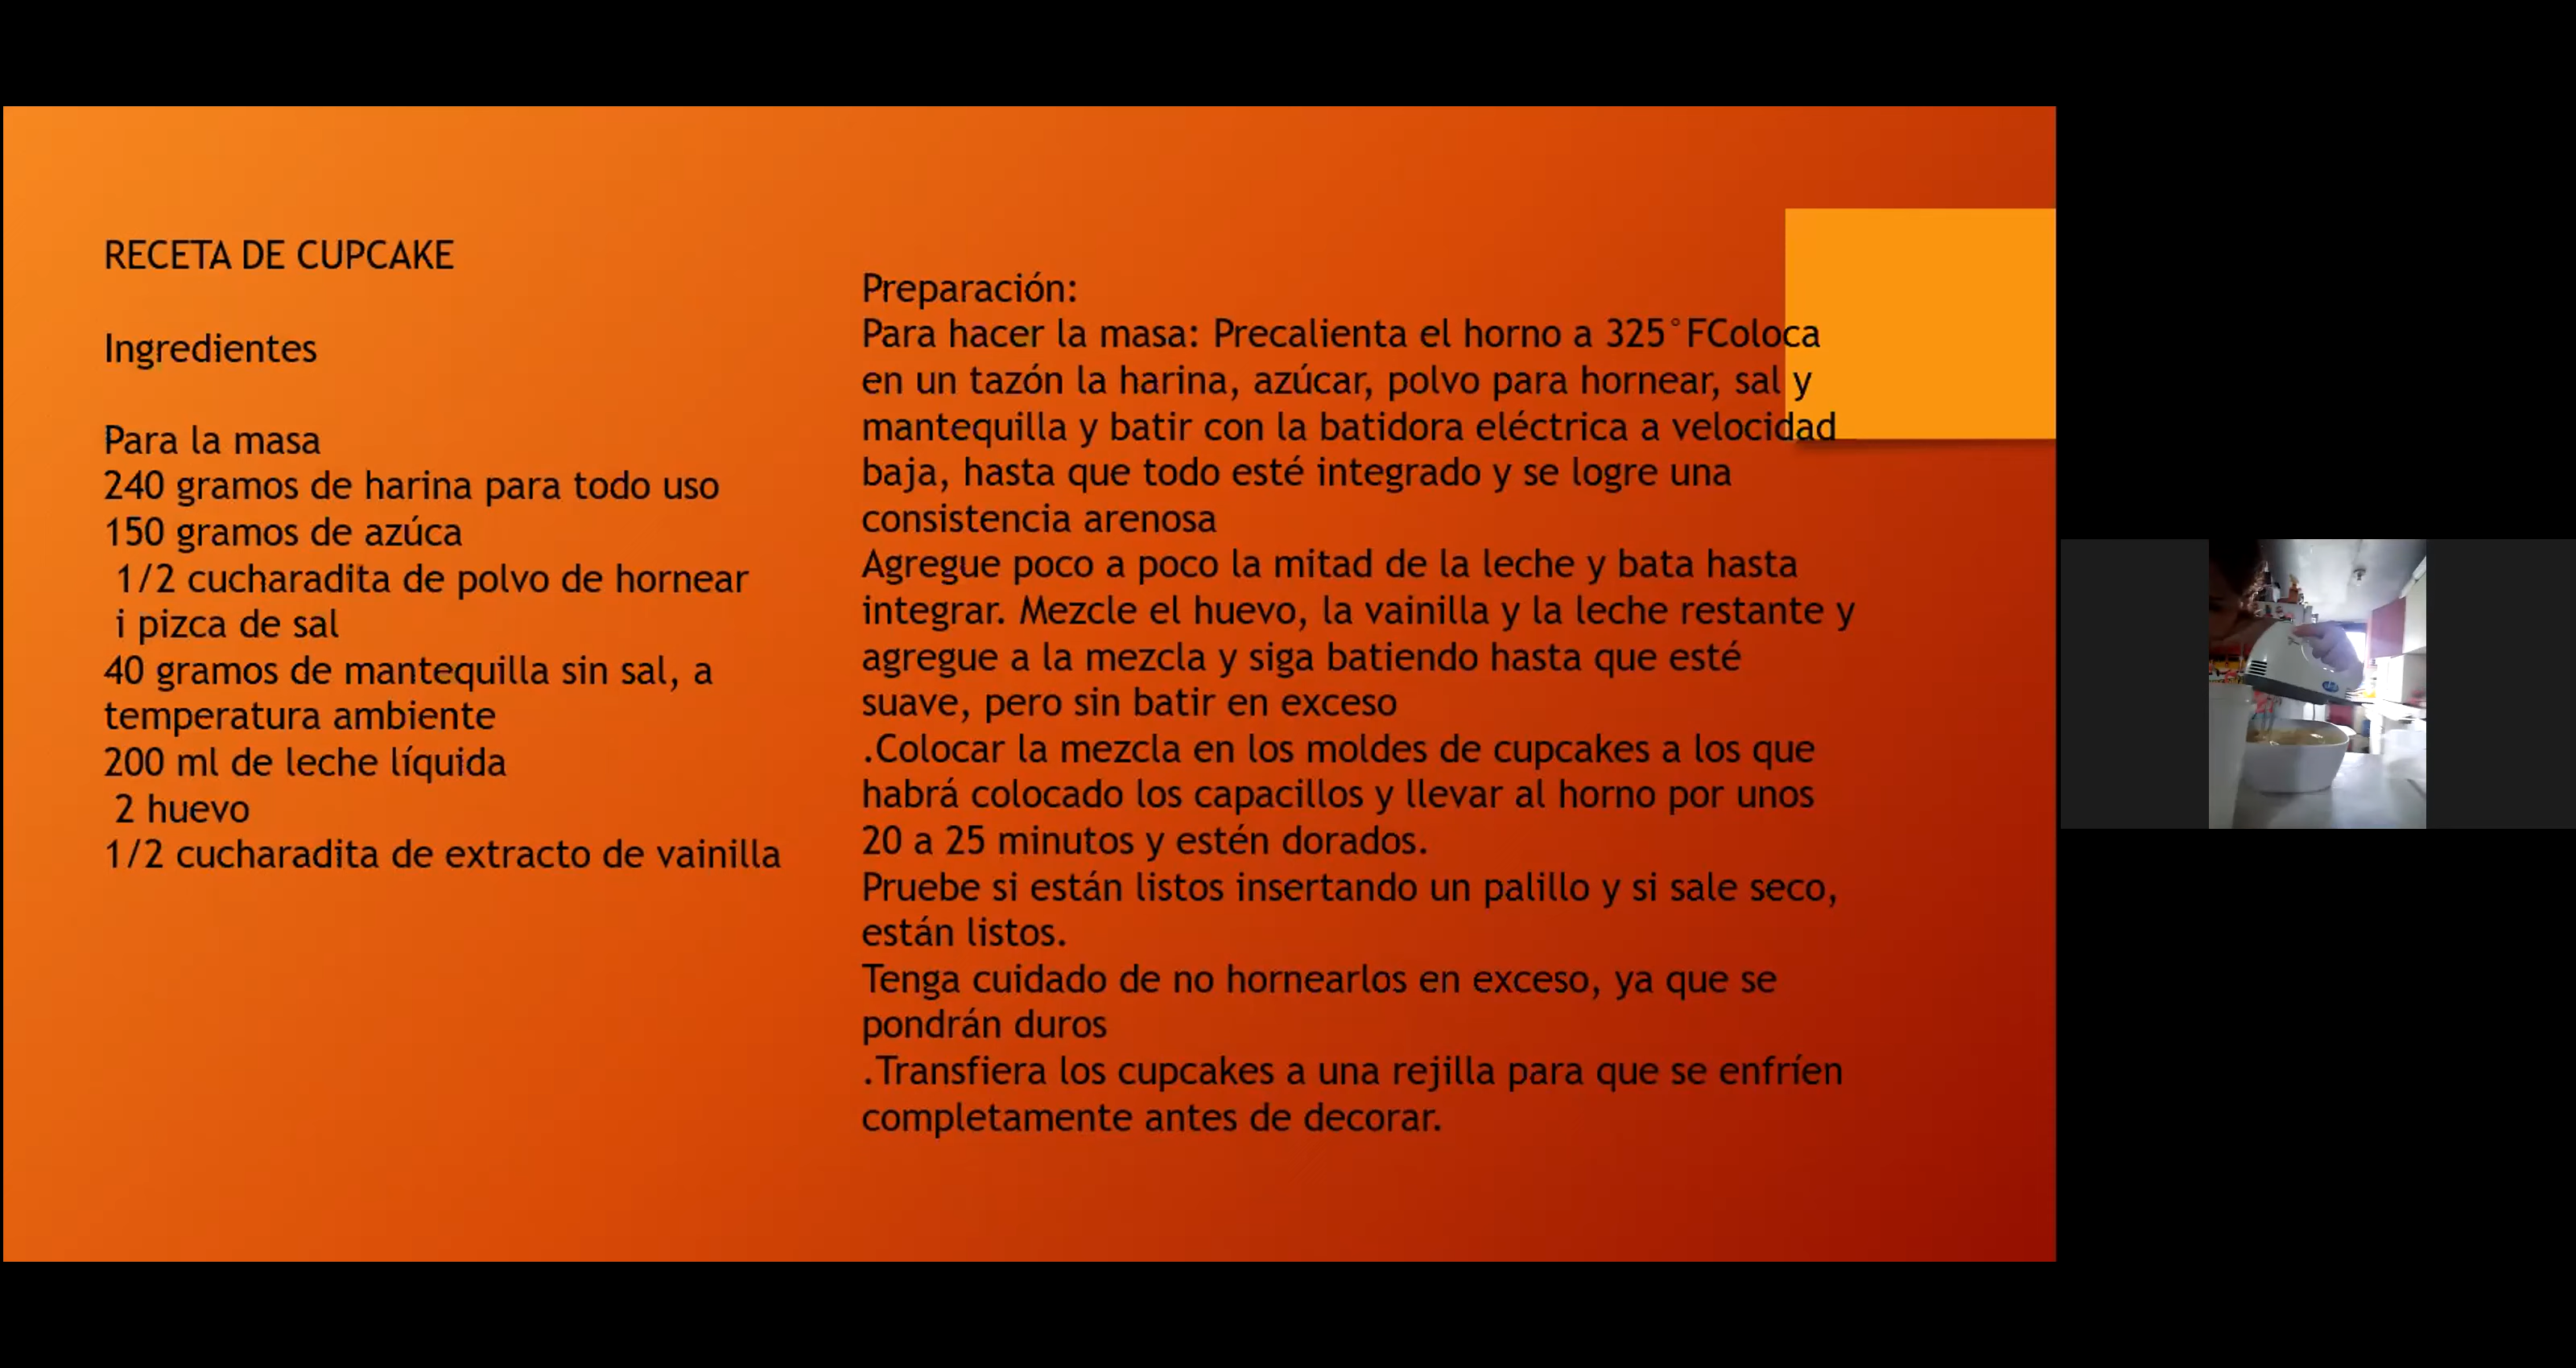 RECETA DE CUPCAKE
Ingredientes
Para la masa
240 gramos de harina para todo uso
150 gramos de azúca
1/2 cucharadita de polvo de hornear
i pizca de sal
40 gramos de mantequilla sin sal, a
temperatura ambiente
200 ml de leche líquida
2 huevo
1/2 cucharadita de extracto de vainilla
Preparación:
Para hacer la masa: Precalienta el horno a 325°FColoca
en un tazón la harina, azúcar, polvo para hornear, sal y
mantequilla y batir con la batidora eléctrica a velocidad
baja, hasta que todo esté integrado y se logre una
consistencia arenosa
Agregue poco a poco la mitad de la leche y bata hasta
integrar. Mezcle el huevo, la vainilla y la leche restante y
agregue a la mezcla y siga batiendo hasta que esté
suave, pero sin batir en exceso
.Colocar la mezcla en los moldes de cupcakes a los que
habrá colocado los capacillos y llevar al horno por unos
20 a 25 minutos y estén dorados.
Pruebe si están listos insertando un palillo y si sale seco,
están listos.
Tenga cuidado de no hornearlos en exceso, ya que se
pondrán duros
.Transfiera los cupcakes a una rejilla para que se enfríen
completamente antes de decorar.